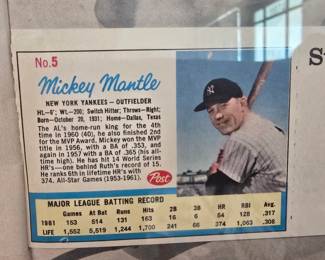 No. 5
Mickey Mantle
NEW YORK YANKEES – OUTFIELDER
Ht.–6'; Wt.–200; Switch Hitter; Throws–Right;
Born–October 20, 1931; Home–Dallas, Texas
The AL's home-run king for the 4th
time in 1960 (40), he also finished 2nd
for the MVP Award. Mickey won the MVP
title in 1956, with a BA of .353, and
again in 1957 with a BA of .365 (his all-
time high). He has hit 14 World Series
HR's—one behind Ruth's record of 15.
He ranks 6th in lifetime HR's with
374. All-Star Games (1953-1961).
Post
MAJOR LEAGUE BATTING RECORD
Games At Bat Runs Hits 2B 3B HR RBI Avg.
1961 153 514 131 163 16 6 54 128 .317
LIFE 1,552 5,519 1,244 1,700 241 66 374 1,063 .308